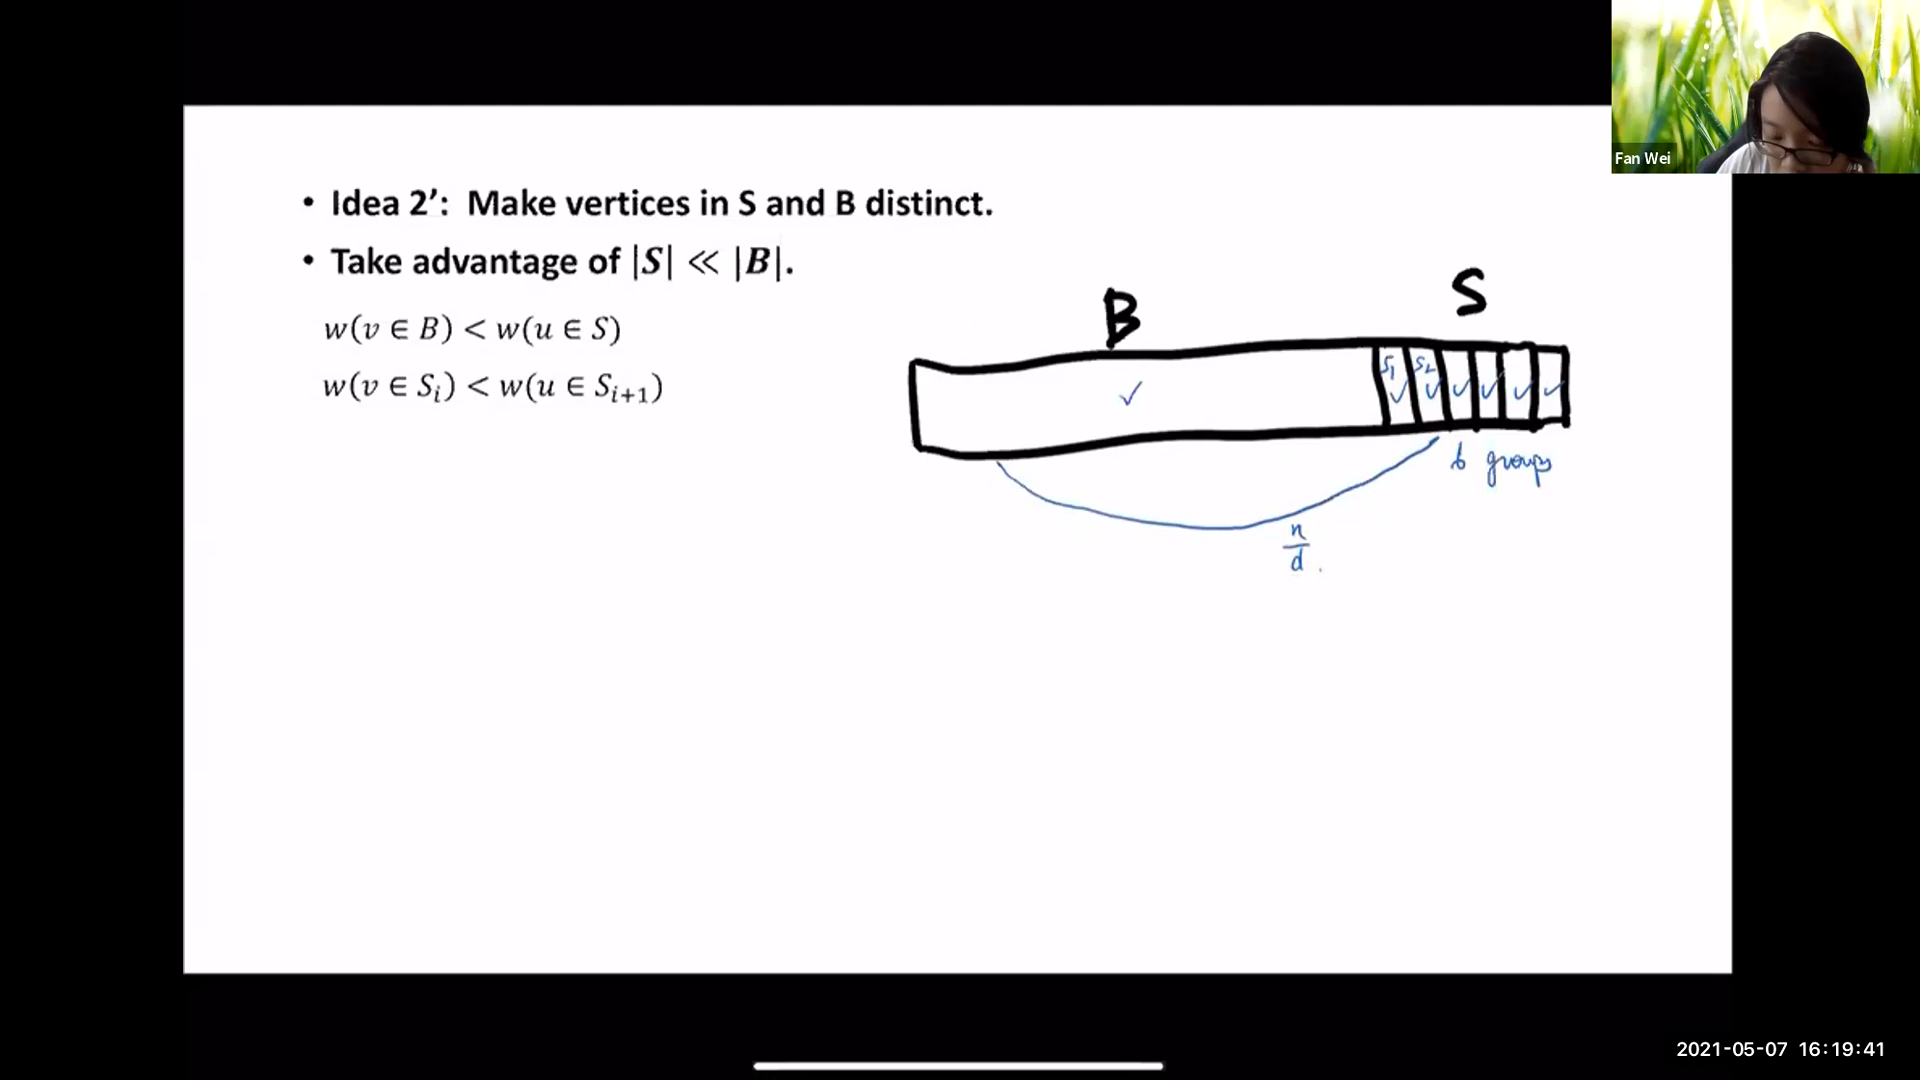 Fan Wei
• Idea 2’: Make vertices in S and B distinct.
• Take advantage of |S| ≪ |B|.
w(v ∈ B) < w(u ∈ S)
w(v ∈ Sᵢ) < w(u ∈ Sᵢ₊₁)
B
S
S₁ S₂
groups
n
d
2021-05-07 16:19:41